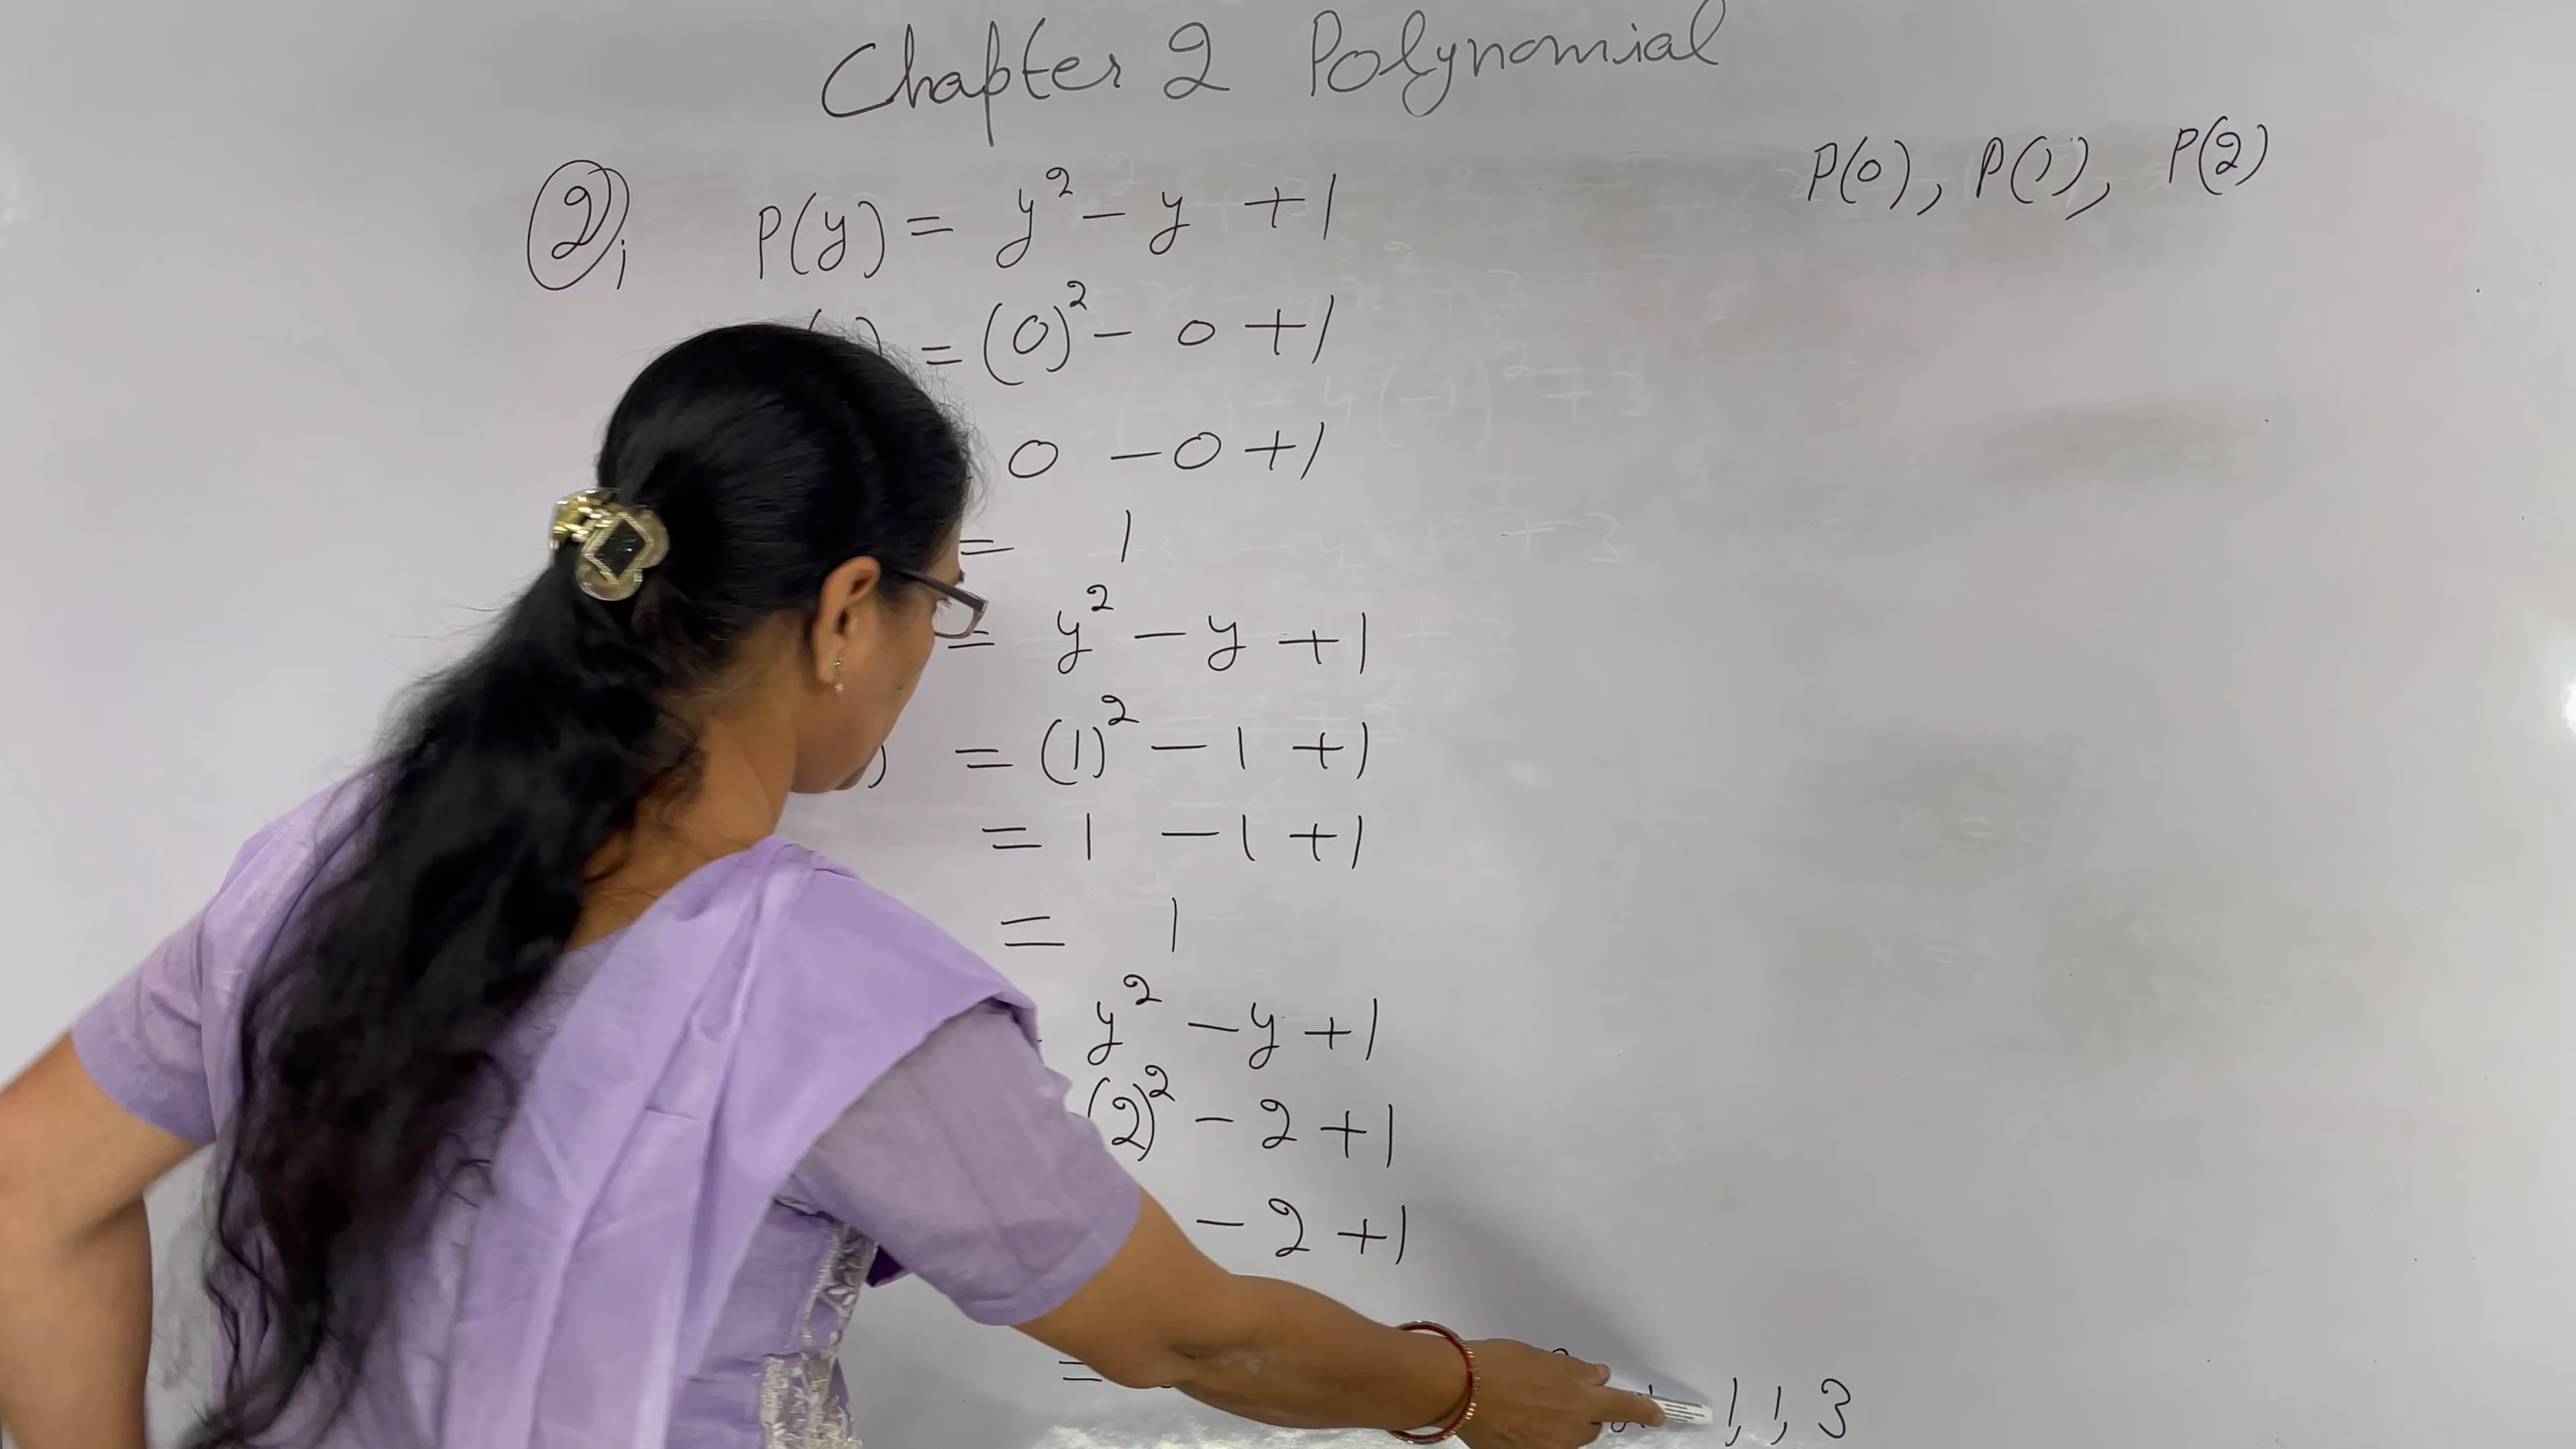 Chapter 2 Polynomial
P(0), P(1), P(2)
2) i P(y) = y² - y + 1
) = (0)² - 0 + 1
0 - 0 + 1
= 1
= y² - y + 1
) = (1)² - 1 + 1
= 1 - 1 + 1
= 1
y² - y + 1
(2)² - 2 + 1
- 2 + 1
=
1, 1, 3